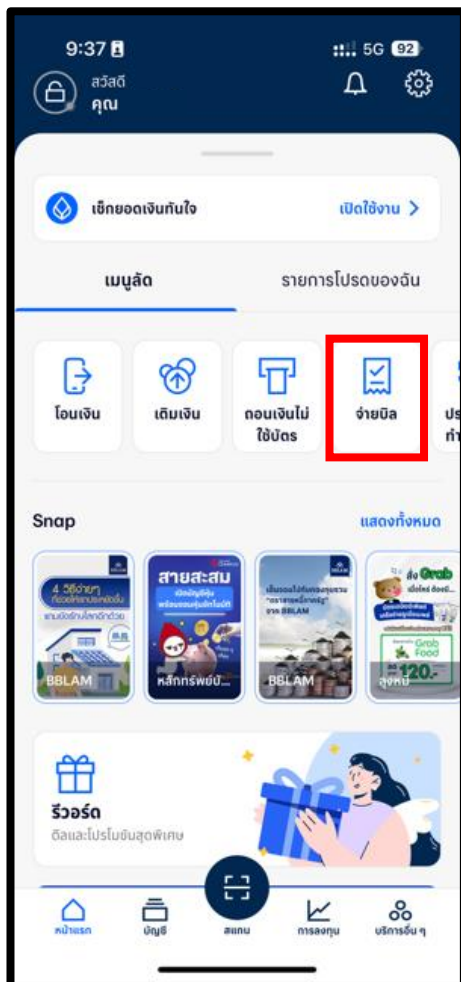 9:37
5G 92
สวัสดี
คุณ
เช็กยอดเงินทันใจ
เปิดใช้งาน >
เมนูลัด
รายการโปรดของฉัน
โอนเงิน
เติมเงิน
ถอนเงินไม่
ใช้บัตร
จ่ายบิล
Snap
แสดงทั้งหมด
สายสะสม
BBLAM
หลักทรัพย์บั...
BBLAM
ลุงหมี
สั่ง Grab
Grab
Food
120.-
รีวอร์ด
ดีลและโปรโมชันสุดพิเศษ
หน้าแรก
บัญชี
สแกน
การลงทุน
บริการอื่น ๆ